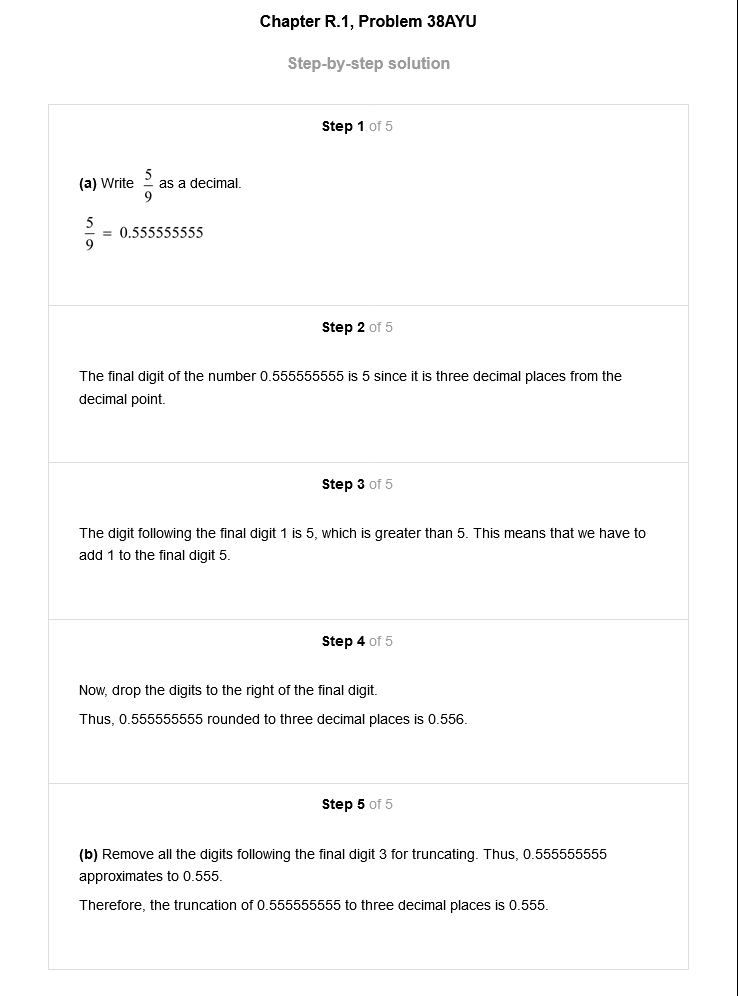 Chapter R.1, Problem 38AYU
Step-by-step solution
Step 1 of 5
(a) Write 5/9 as a decimal.
5/9 = 0.555555555
Step 2 of 5
The final digit of the number 0.555555555 is 5 since it is three decimal places from the
decimal point.
Step 3 of 5
The digit following the final digit 1 is 5, which is greater than 5. This means that we have to
add 1 to the final digit 5.
Step 4 of 5
Now, drop the digits to the right of the final digit.
Thus, 0.555555555 rounded to three decimal places is 0.556.
Step 5 of 5
(b) Remove all the digits following the final digit 3 for truncating. Thus, 0.555555555
approximates to 0.555.
Therefore, the truncation of 0.555555555 to three decimal places is 0.555.